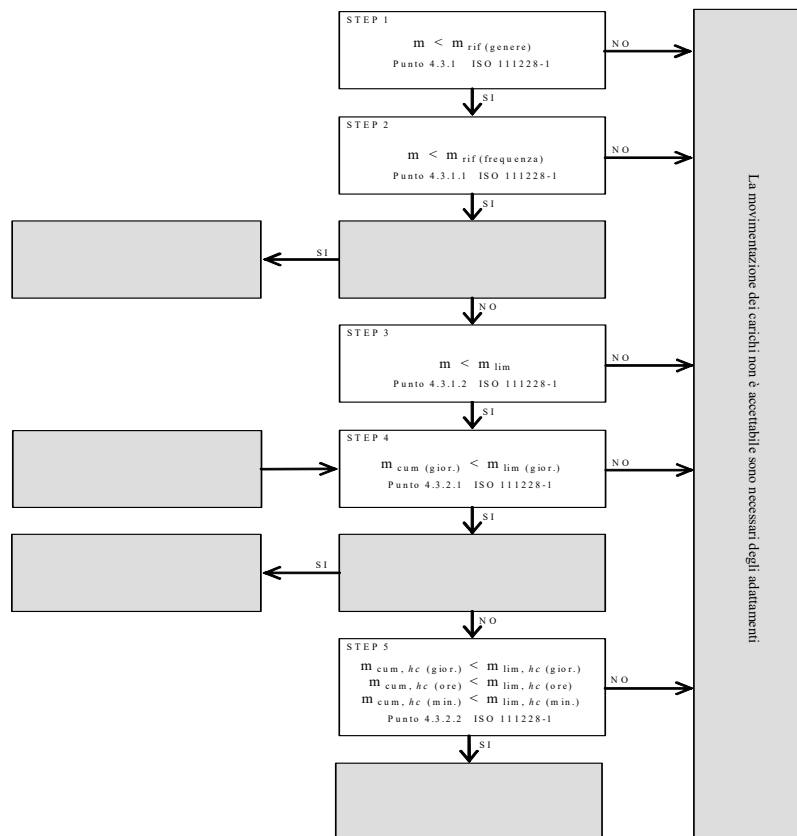 STEP 1
m < m rif (genere)
Punto 4.3.1 ISO 111228-1
NO
SI
STEP 2
m < m rif (frequenza)
Punto 4.3.1.1 ISO 111228-1
NO
SI
SI
NO
STEP 3
m < m lim
Punto 4.3.1.2 ISO 111228-1
NO
SI
STEP 4
m cum (gior.) < m lim (gior.)
Punto 4.3.2.1 ISO 111228-1
NO
SI
SI
NO
STEP 5
m cum, hc (gior.) < m lim, hc (gior.)
m cum, hc (ore) < m lim, hc (ore)
m cum, hc (min.) < m lim, hc (min.)
Punto 4.3.2.2 ISO 111228-1
NO
SI
La movimentazione dei carichi non è accettabile sono necessari degli adattamenti